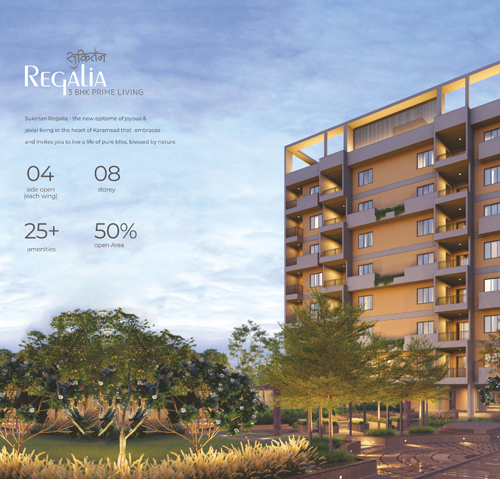 सुकितेन
REGALIA
3 BHK PRIME LIVING
Sukirtan Regalia - the new epitome of joyous &
jovial living in the heart of Karamsad that embraces
and invites you to live a life of pure bliss, blessed by nature.
04
side open
(each wing)
08
storey
25+
amenities
50%
open Area